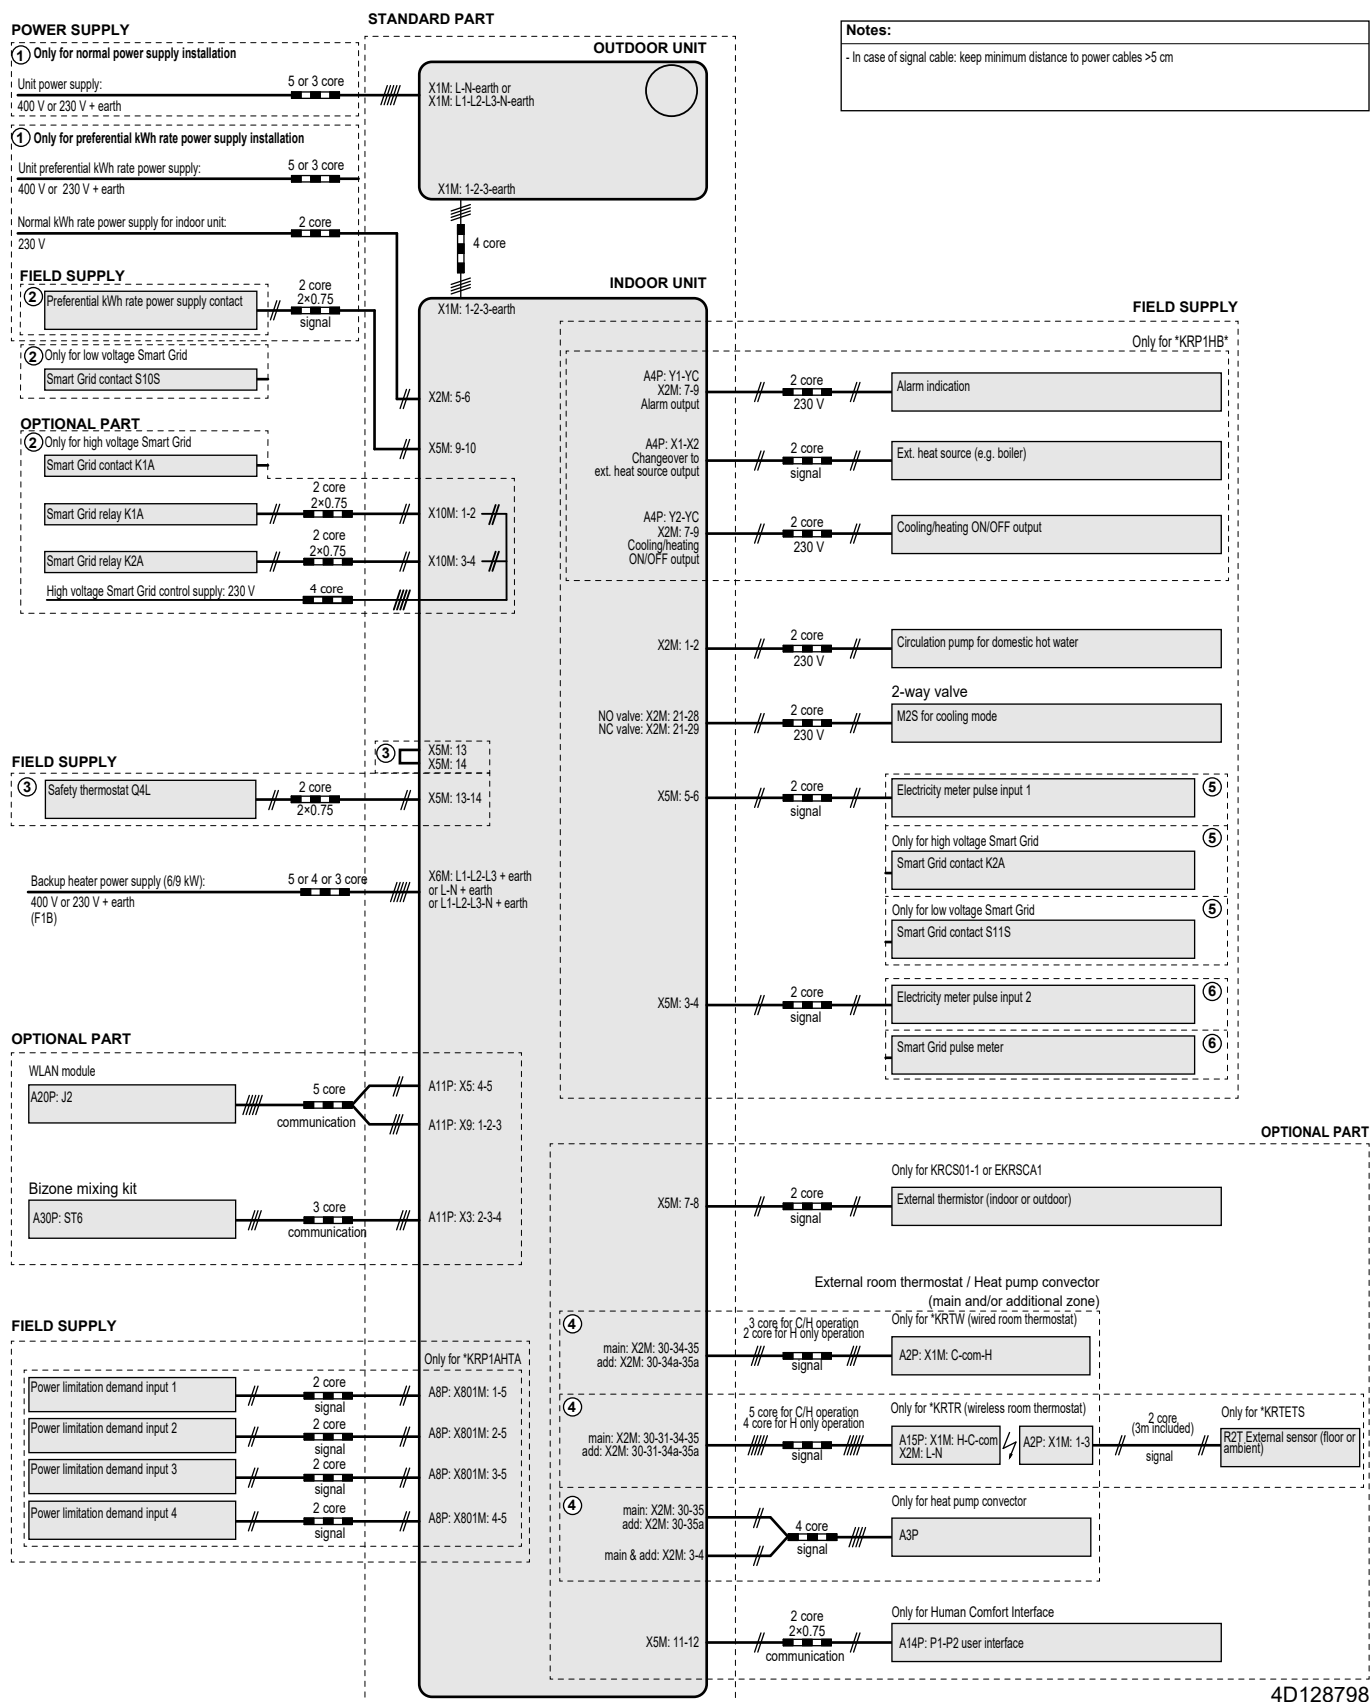 POWER SUPPLY
① Only for normal power supply installation
Unit power supply:
5 or 3 core
400 V or 230 V + earth
① Only for preferential kWh rate power supply installation
Unit preferential kWh rate power supply:
5 or 3 core
400 V or 230 V + earth
Normal kWh rate power supply for indoor unit:
2 core
230 V
FIELD SUPPLY
② Preferential kWh rate power supply contact
2 core
2×0.75
signal
② Only for low voltage Smart Grid
Smart Grid contact S10S
OPTIONAL PART
② Only for high voltage Smart Grid
Smart Grid contact K1A
2 core
2×0.75
Smart Grid relay K1A
2 core
2×0.75
Smart Grid relay K2A
High voltage Smart Grid control supply: 230 V
4 core
FIELD SUPPLY
③ Safety thermostat Q4L
2 core
2×0.75
Backup heater power supply (6/9 kW):
5 or 4 or 3 core
400 V or 230 V + earth
(F1B)
OPTIONAL PART
WLAN module
A20P: J2
5 core
communication
Bizone mixing kit
A30P: ST6
3 core
communication
FIELD SUPPLY
Only for *KRP1AHTA
Power limitation demand input 1
2 core
signal
A8P: X801M: 1-5
Power limitation demand input 2
2 core
signal
A8P: X801M: 2-5
Power limitation demand input 3
2 core
signal
A8P: X801M: 3-5
Power limitation demand input 4
2 core
signal
A8P: X801M: 4-5
STANDARD PART
OUTDOOR UNIT
X1M: L-N-earth or
X1M: L1-L2-L3-N-earth
X1M: 1-2-3-earth
4 core
INDOOR UNIT
X1M: 1-2-3-earth
X2M: 5-6
X5M: 9-10
X10M: 1-2
X10M: 3-4
③
X5M: 13
X5M: 14
X5M: 13-14
X6M: L1-L2-L3 + earth
or L-N + earth
or L1-L2-L3-N + earth
A11P: X5: 4-5
A11P: X9: 1-2-3
A11P: X3: 2-3-4
Notes:
- In case of signal cable: keep minimum distance to power cables >5 cm
FIELD SUPPLY
Only for *KRP1HB*
A4P: Y1-YC
X2M: 7-9
Alarm output
2 core
230 V
Alarm indication
A4P: X1-X2
Changeover to
ext. heat source output
2 core
signal
Ext. heat source (e.g. boiler)
A4P: Y2-YC
X2M: 7-9
Cooling/heating
ON/OFF output
2 core
230 V
Cooling/heating ON/OFF output
X2M: 1-2
2 core
230 V
Circulation pump for domestic hot water
2-way valve
NO valve: X2M: 21-28
NC valve: X2M: 21-29
2 core
230 V
M2S for cooling mode
X5M: 5-6
2 core
signal
Electricity meter pulse input 1
⑤
Only for high voltage Smart Grid
⑤
Smart Grid contact K2A
Only for low voltage Smart Grid
⑤
Smart Grid contact S11S
X5M: 3-4
2 core
signal
Electricity meter pulse input 2
⑥
Smart Grid pulse meter
⑥
OPTIONAL PART
Only for KRCS01-1 or EKRSCA1
X5M: 7-8
2 core
signal
External thermistor (indoor or outdoor)
External room thermostat / Heat pump convector
(main and/or additional zone)
④
main: X2M: 30-34-35
add: X2M: 30-34a-35a
3 core for C/H operation
2 core for H only operation
signal
Only for *KRTW (wired room thermostat)
A2P: X1M: C-com-H
④
main: X2M: 30-31-34-35
add: X2M: 30-31-34a-35a
5 core for C/H operation
4 core for H only operation
signal
Only for *KRTR (wireless room thermostat)
A15P: X1M: H-C-com
X2M: L-N
A2P: X1M: 1-3
2 core
(3m included)
signal
Only for *KRTETS
R2T External sensor (floor or
ambient)
④
main: X2M: 30-35
add: X2M: 30-35a
main & add: X2M: 3-4
4 core
signal
Only for heat pump convector
A3P
X5M: 11-12
2 core
2×0.75
communication
Only for Human Comfort Interface
A14P: P1-P2 user interface
4D128798